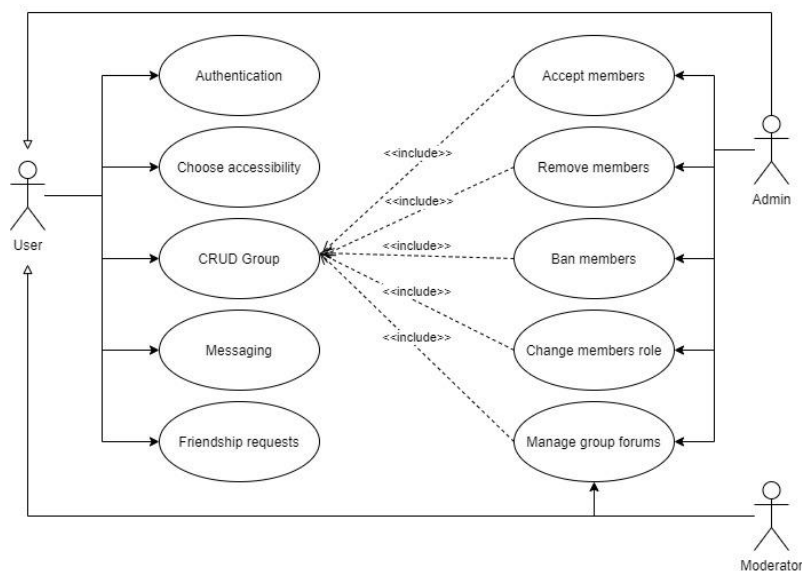 Authentication
Accept members
<<include>>
Choose accessibility
Remove members
Admin
<<include>>
User
<<include>>
CRUD Group
Ban members
<<include>>
<<include>>
Messaging
Change members role
Friendship requests
Manage group forums
Moderator